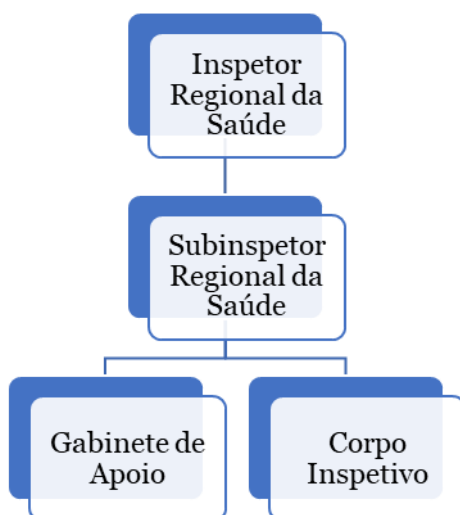 Inspetor
Regional da
Saúde
Subinspetor
Regional da
Saúde
Gabinete de
Apoio
Corpo
Inspetivo